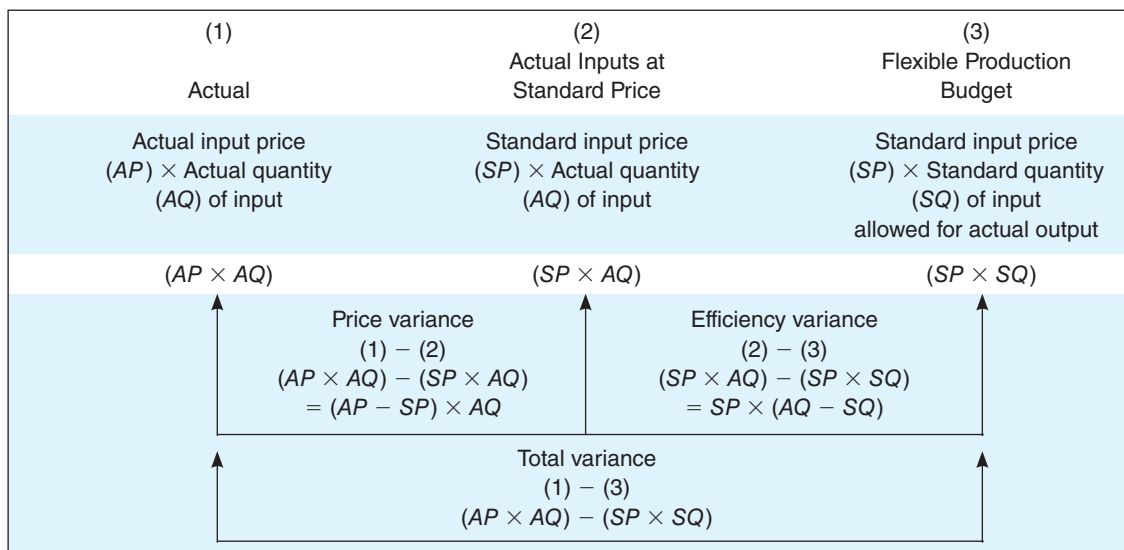 (1)
Actual
(2)
Actual Inputs at
Standard Price
(3)
Flexible Production
Budget
Actual input price
(AP) × Actual quantity
(AQ) of input
Standard input price
(SP) × Actual quantity
(AQ) of input
Standard input price
(SP) × Standard quantity
(SQ) of input
allowed for actual output
(AP × AQ)
(SP × AQ)
(SP × SQ)
Price variance
(1) − (2)
(AP × AQ) − (SP × AQ)
= (AP − SP) × AQ
Efficiency variance
(2) − (3)
(SP × AQ) − (SP × SQ)
= SP × (AQ − SQ)
Total variance
(1) − (3)
(AP × AQ) − (SP × SQ)